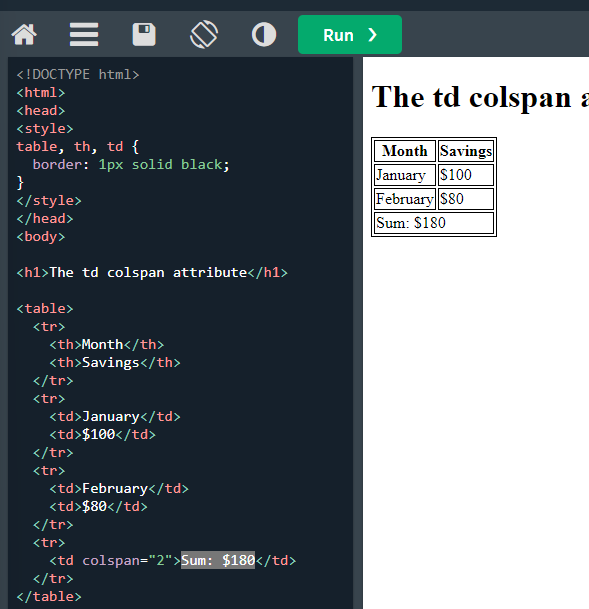 Run ❯
<!DOCTYPE html>
<html>
<head>
<style>
table, th, td {
  border: 1px solid black;
}
</style>
</head>
<body>

<h1>The td colspan attribute</h1>

<table>
  <tr>
    <th>Month</th>
    <th>Savings</th>
  </tr>
  <tr>
    <td>January</td>
    <td>$100</td>
  </tr>
  <tr>
    <td>February</td>
    <td>$80</td>
  </tr>
  <tr>
    <td colspan="2">Sum: $180</td>
  </tr>
</table>
The td colspan a
Month Savings
January $100
February $80
Sum: $180